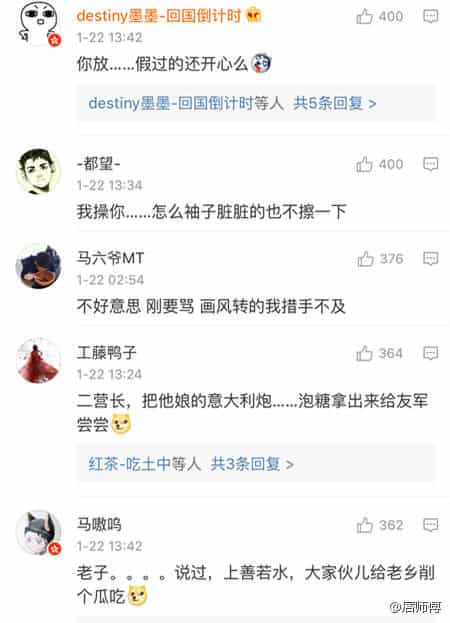 destiny墨墨-回国倒计时
400
1-22 13:42
你放……假过的还开心么
destiny墨墨-回国倒计时等人 共5条回复 >
-都望-
400
1-22 13:34
我操你……怎么袖子脏脏的也不擦一下
马六爷MT
376
1-22 02:54
不好意思 刚要骂 画风转的我措手不及
工藤鸭子
364
1-22 13:24
二营长，把他娘的意大利炮……泡糖拿出来给友军
尝尝
红茶-吃土中等人 共3条回复 >
马嗷呜
362
1-22 13:42
老子。。。。说过，上善若水，大家伙儿给老乡削
个瓜吃
@唐师傅